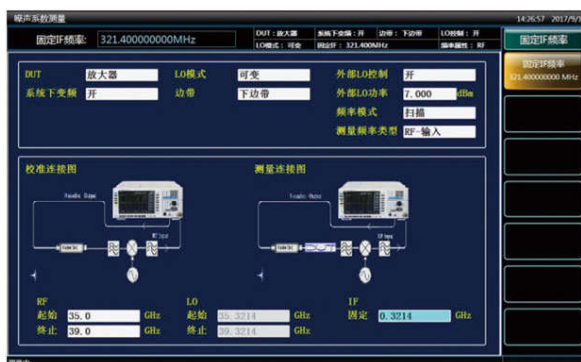 噪声系数测量 14:26:57 2017/9/1
固定IF频率: 321.400000000MHz
DUT : 放大器 系统下变频 : 开 边带 : 下边带 LO控制 : 开
LO模式 : 可变 固定IF : 321.400MHz 频率属性 : RF
固定IF频率
固定IF频率
321.400000000 MHz
DUT 放大器 LO模式 可变 外部LO控制 开
系统下变频 开 边带 下边带 外部LO功率 7.000 dBm
频率模式 扫描
测量频率类型 RF-输入
校准连接图 测量连接图
RF Input
RF LO IF
起始 35.0 GHz 起始 35.3214 GHz 固定 0.3214 GHz
终止 39.0 GHz 终止 39.3214 GHz